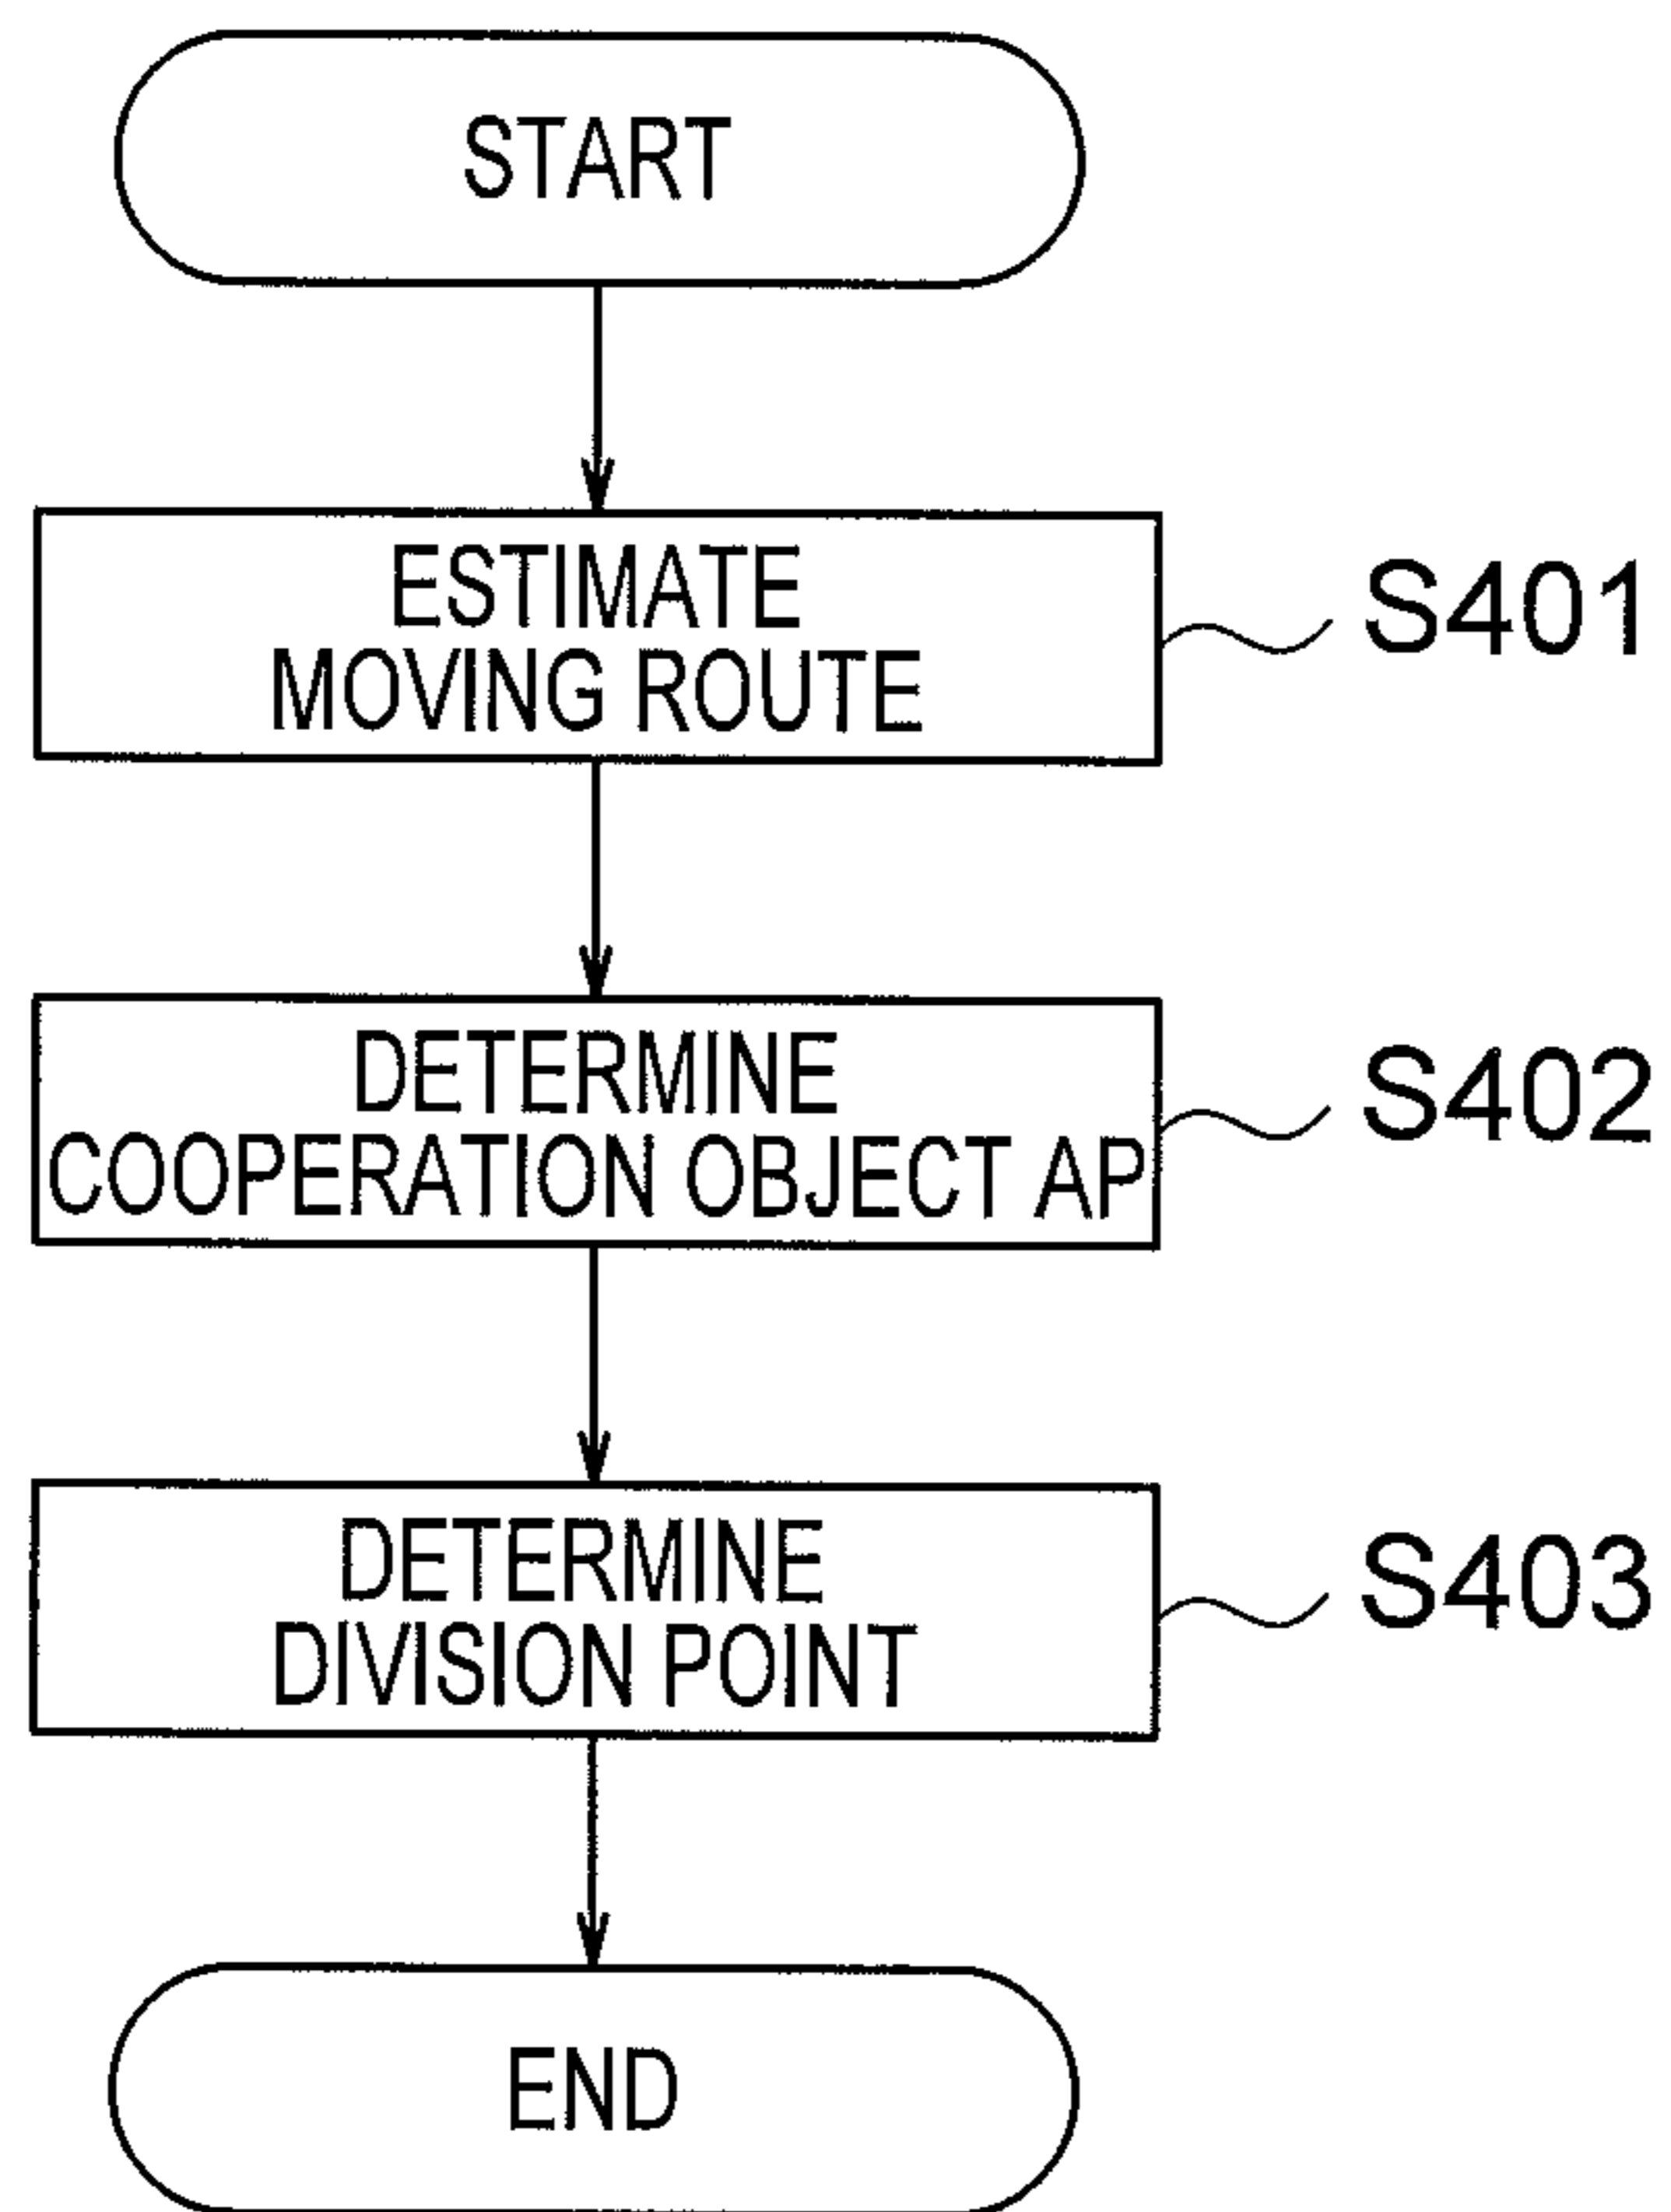 START
ESTIMATE
MOVING ROUTE
S401
DETERMINE
COOPERATION OBJECT AP
S402
DETERMINE
DIVISION POINT
S403
END